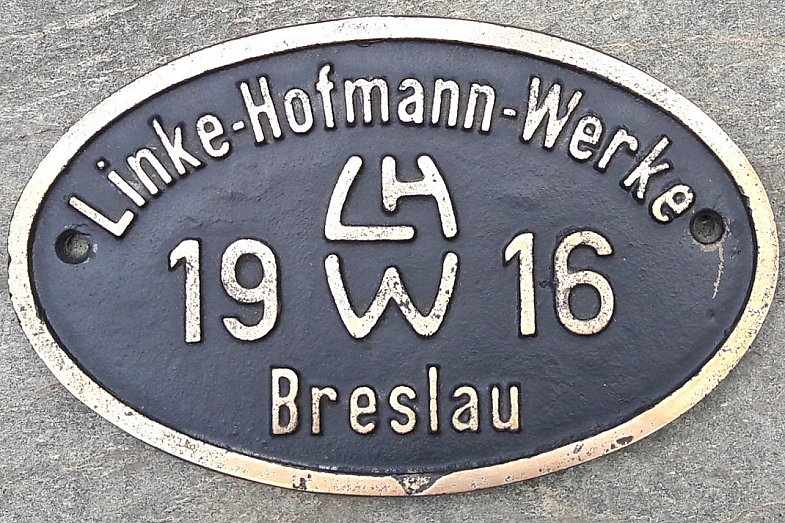 Linke-Hofmann-Werke
LH
19 W 16
Breslau